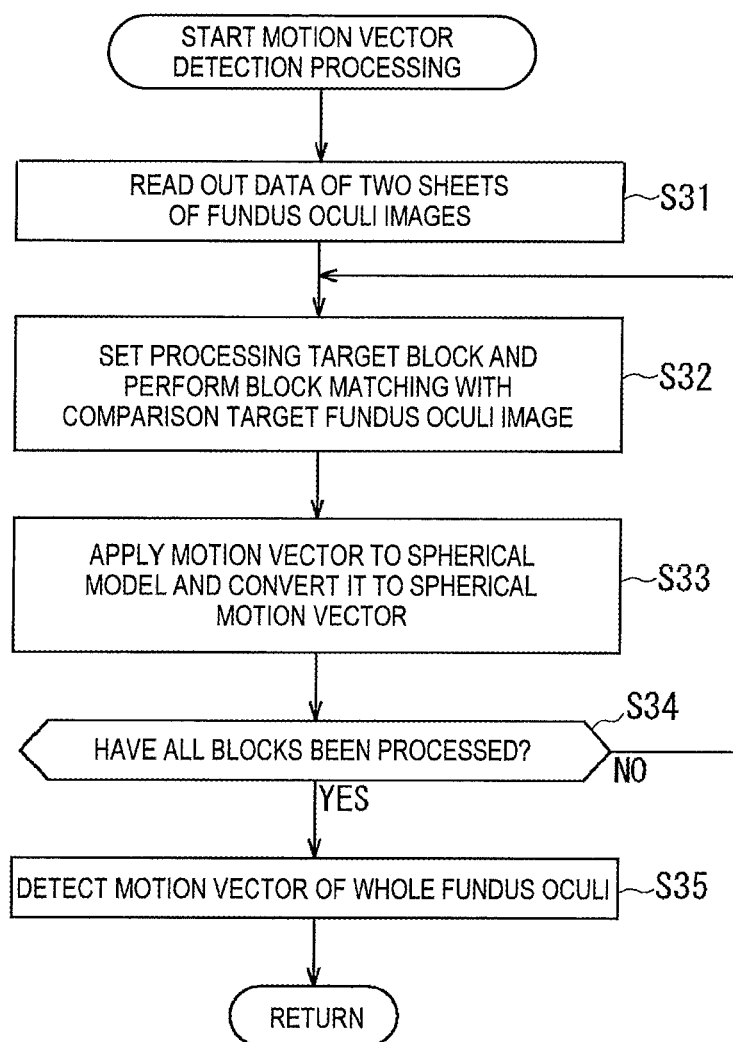 START MOTION VECTOR
DETECTION PROCESSING
READ OUT DATA OF TWO SHEETS
OF FUNDUS OCULI IMAGES
S31
SET PROCESSING TARGET BLOCK AND
PERFORM BLOCK MATCHING WITH
COMPARISON TARGET FUNDUS OCULI IMAGE
S32
APPLY MOTION VECTOR TO SPHERICAL
MODEL AND CONVERT IT TO SPHERICAL
MOTION VECTOR
S33
S34
HAVE ALL BLOCKS BEEN PROCESSED?
NO
YES
DETECT MOTION VECTOR OF WHOLE FUNDUS OCULI
S35
RETURN